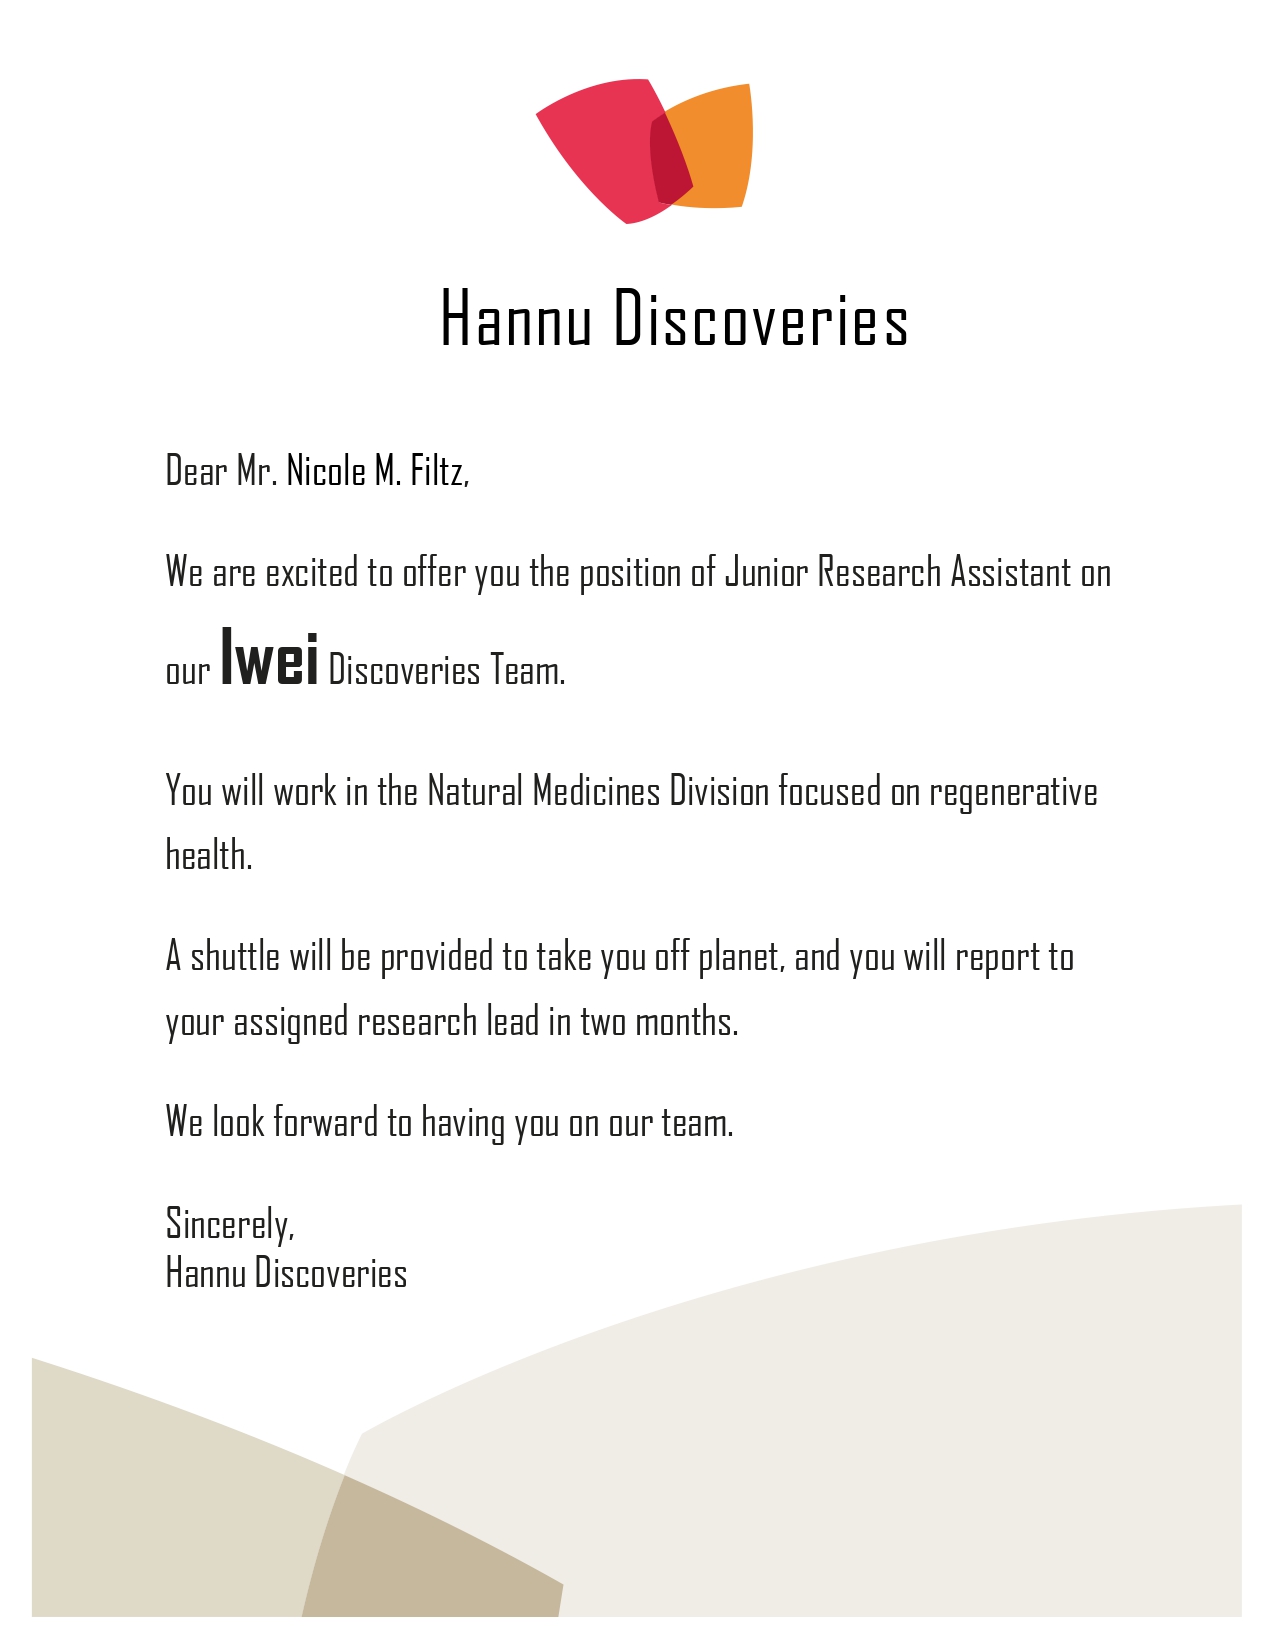 Hannu Discoveries
Dear Mr. Nicole M. Filtz,
We are excited to offer you the position of Junior Research Assistant on
our Iwei Discoveries Team.
You will work in the Natural Medicines Division focused on regenerative
health.
A shuttle will be provided to take you off planet, and you will report to
your assigned research lead in two months.
We look forward to having you on our team.
Sincerely,
Hannu Discoveries